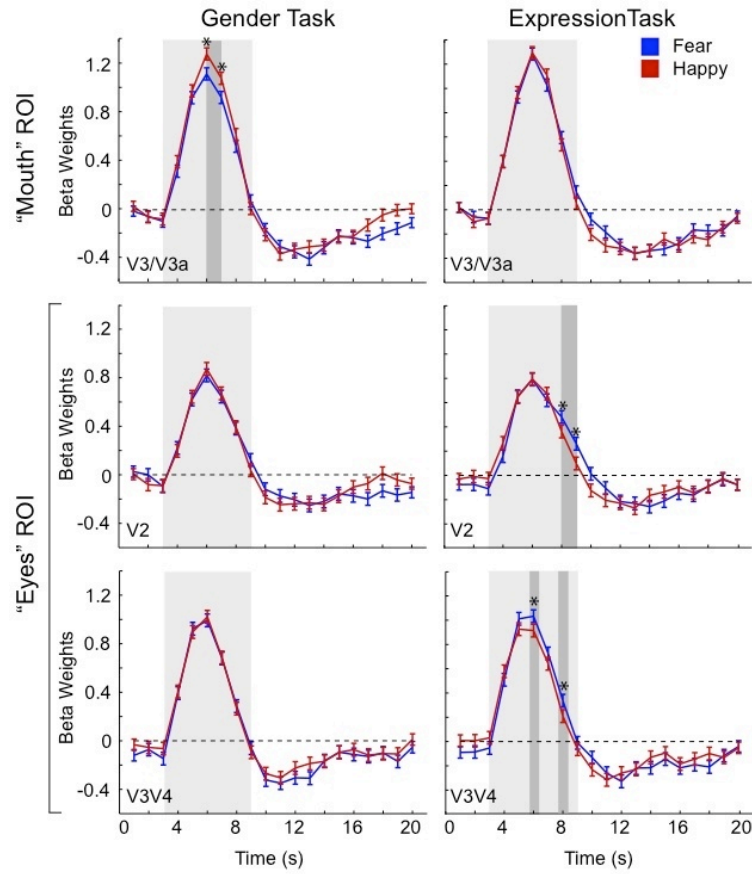 Gender Task
ExpressionTask
Fear
Happy
"Mouth" ROI
Beta Weights
1.2
0.8
0.4
0
-0.4
* *
V3/V3a
V3/V3a
"Eyes" ROI
Beta Weights
1.2
0.8
0.4
0
-0.4
V2
* *
V2
Beta Weights
1.2
0.8
0.4
0
-0.4
V3V4
* *
V3V4
0 4 8 12 16 20
0 4 8 12 16 20
Time (s)
Time (s)